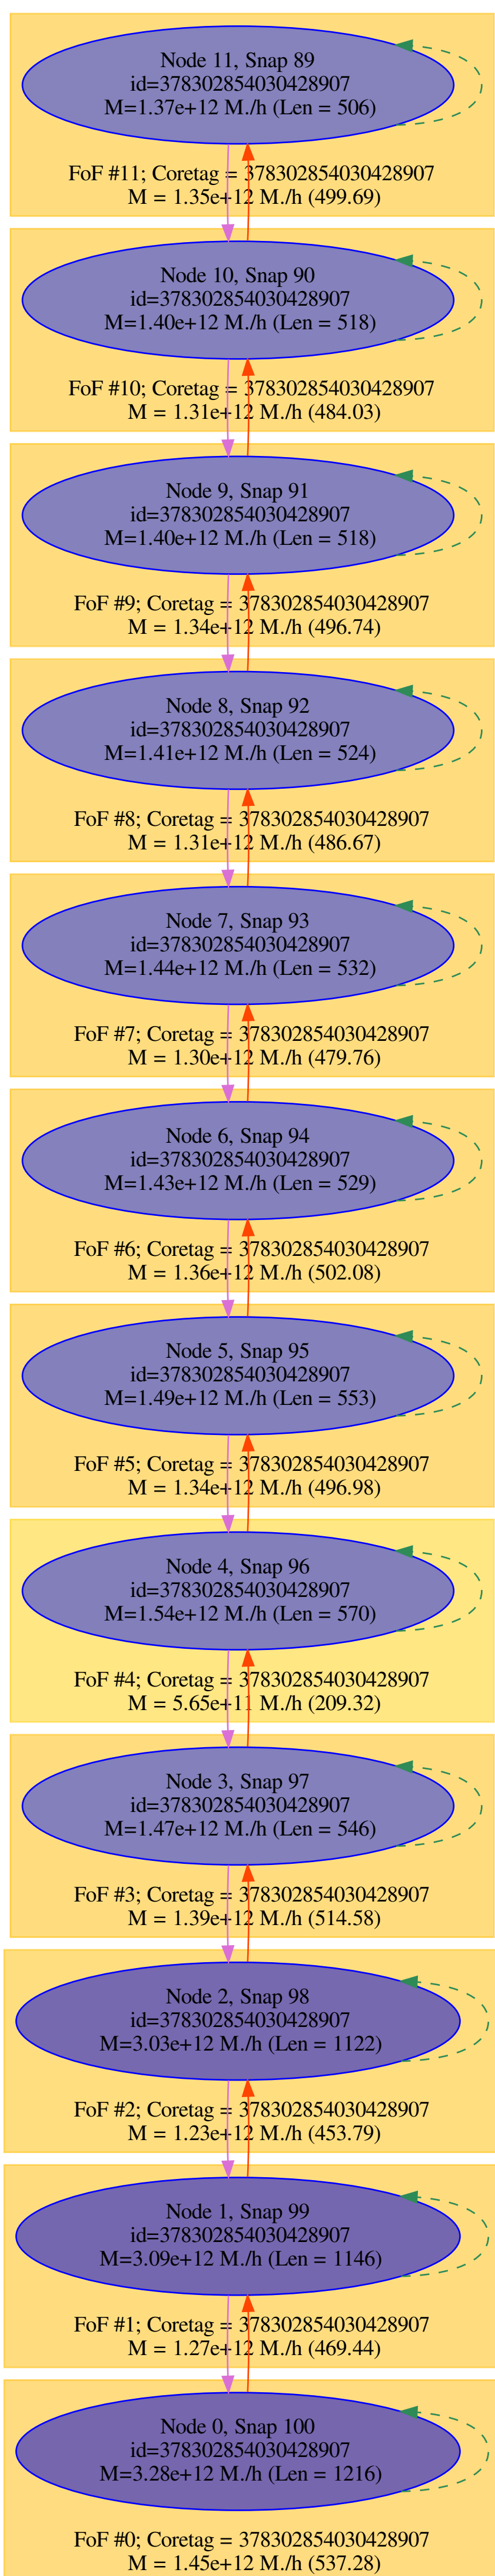 Node 11, Snap 89
id=378302854030428907
M=1.37e+12 M./h (Len = 506)
FoF #11; Coretag = 378302854030428907
M = 1.35e+12 M./h (499.69)
Node 10, Snap 90
id=378302854030428907
M=1.40e+12 M./h (Len = 518)
FoF #10; Coretag = 378302854030428907
M = 1.31e+12 M./h (484.03)
Node 9, Snap 91
id=378302854030428907
M=1.40e+12 M./h (Len = 518)
FoF #9; Coretag = 378302854030428907
M = 1.34e+12 M./h (496.74)
Node 8, Snap 92
id=378302854030428907
M=1.41e+12 M./h (Len = 524)
FoF #8; Coretag = 378302854030428907
M = 1.31e+12 M./h (486.67)
Node 7, Snap 93
id=378302854030428907
M=1.44e+12 M./h (Len = 532)
FoF #7; Coretag = 378302854030428907
M = 1.30e+12 M./h (479.76)
Node 6, Snap 94
id=378302854030428907
M=1.43e+12 M./h (Len = 529)
FoF #6; Coretag = 378302854030428907
M = 1.36e+12 M./h (502.08)
Node 5, Snap 95
id=378302854030428907
M=1.49e+12 M./h (Len = 553)
FoF #5; Coretag = 378302854030428907
M = 1.34e+12 M./h (496.98)
Node 4, Snap 96
id=378302854030428907
M=1.54e+12 M./h (Len = 570)
FoF #4; Coretag = 378302854030428907
M = 5.65e+11 M./h (209.32)
Node 3, Snap 97
id=378302854030428907
M=1.47e+12 M./h (Len = 546)
FoF #3; Coretag = 378302854030428907
M = 1.39e+12 M./h (514.58)
Node 2, Snap 98
id=378302854030428907
M=3.03e+12 M./h (Len = 1122)
FoF #2; Coretag = 378302854030428907
M = 1.23e+12 M./h (453.79)
Node 1, Snap 99
id=378302854030428907
M=3.09e+12 M./h (Len = 1146)
FoF #1; Coretag = 378302854030428907
M = 1.27e+12 M./h (469.44)
Node 0, Snap 100
id=378302854030428907
M=3.28e+12 M./h (Len = 1216)
FoF #0; Coretag = 378302854030428907
M = 1.45e+12 M./h (537.28)